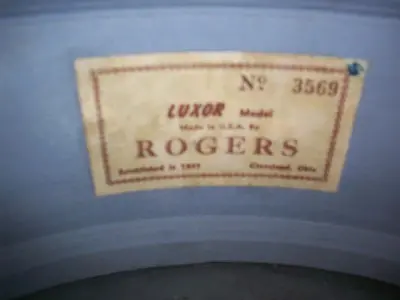 Nº 3569
LUXOR Model
Made in U.S.A. By
ROGERS
Established in 1849 Cleveland, Ohio